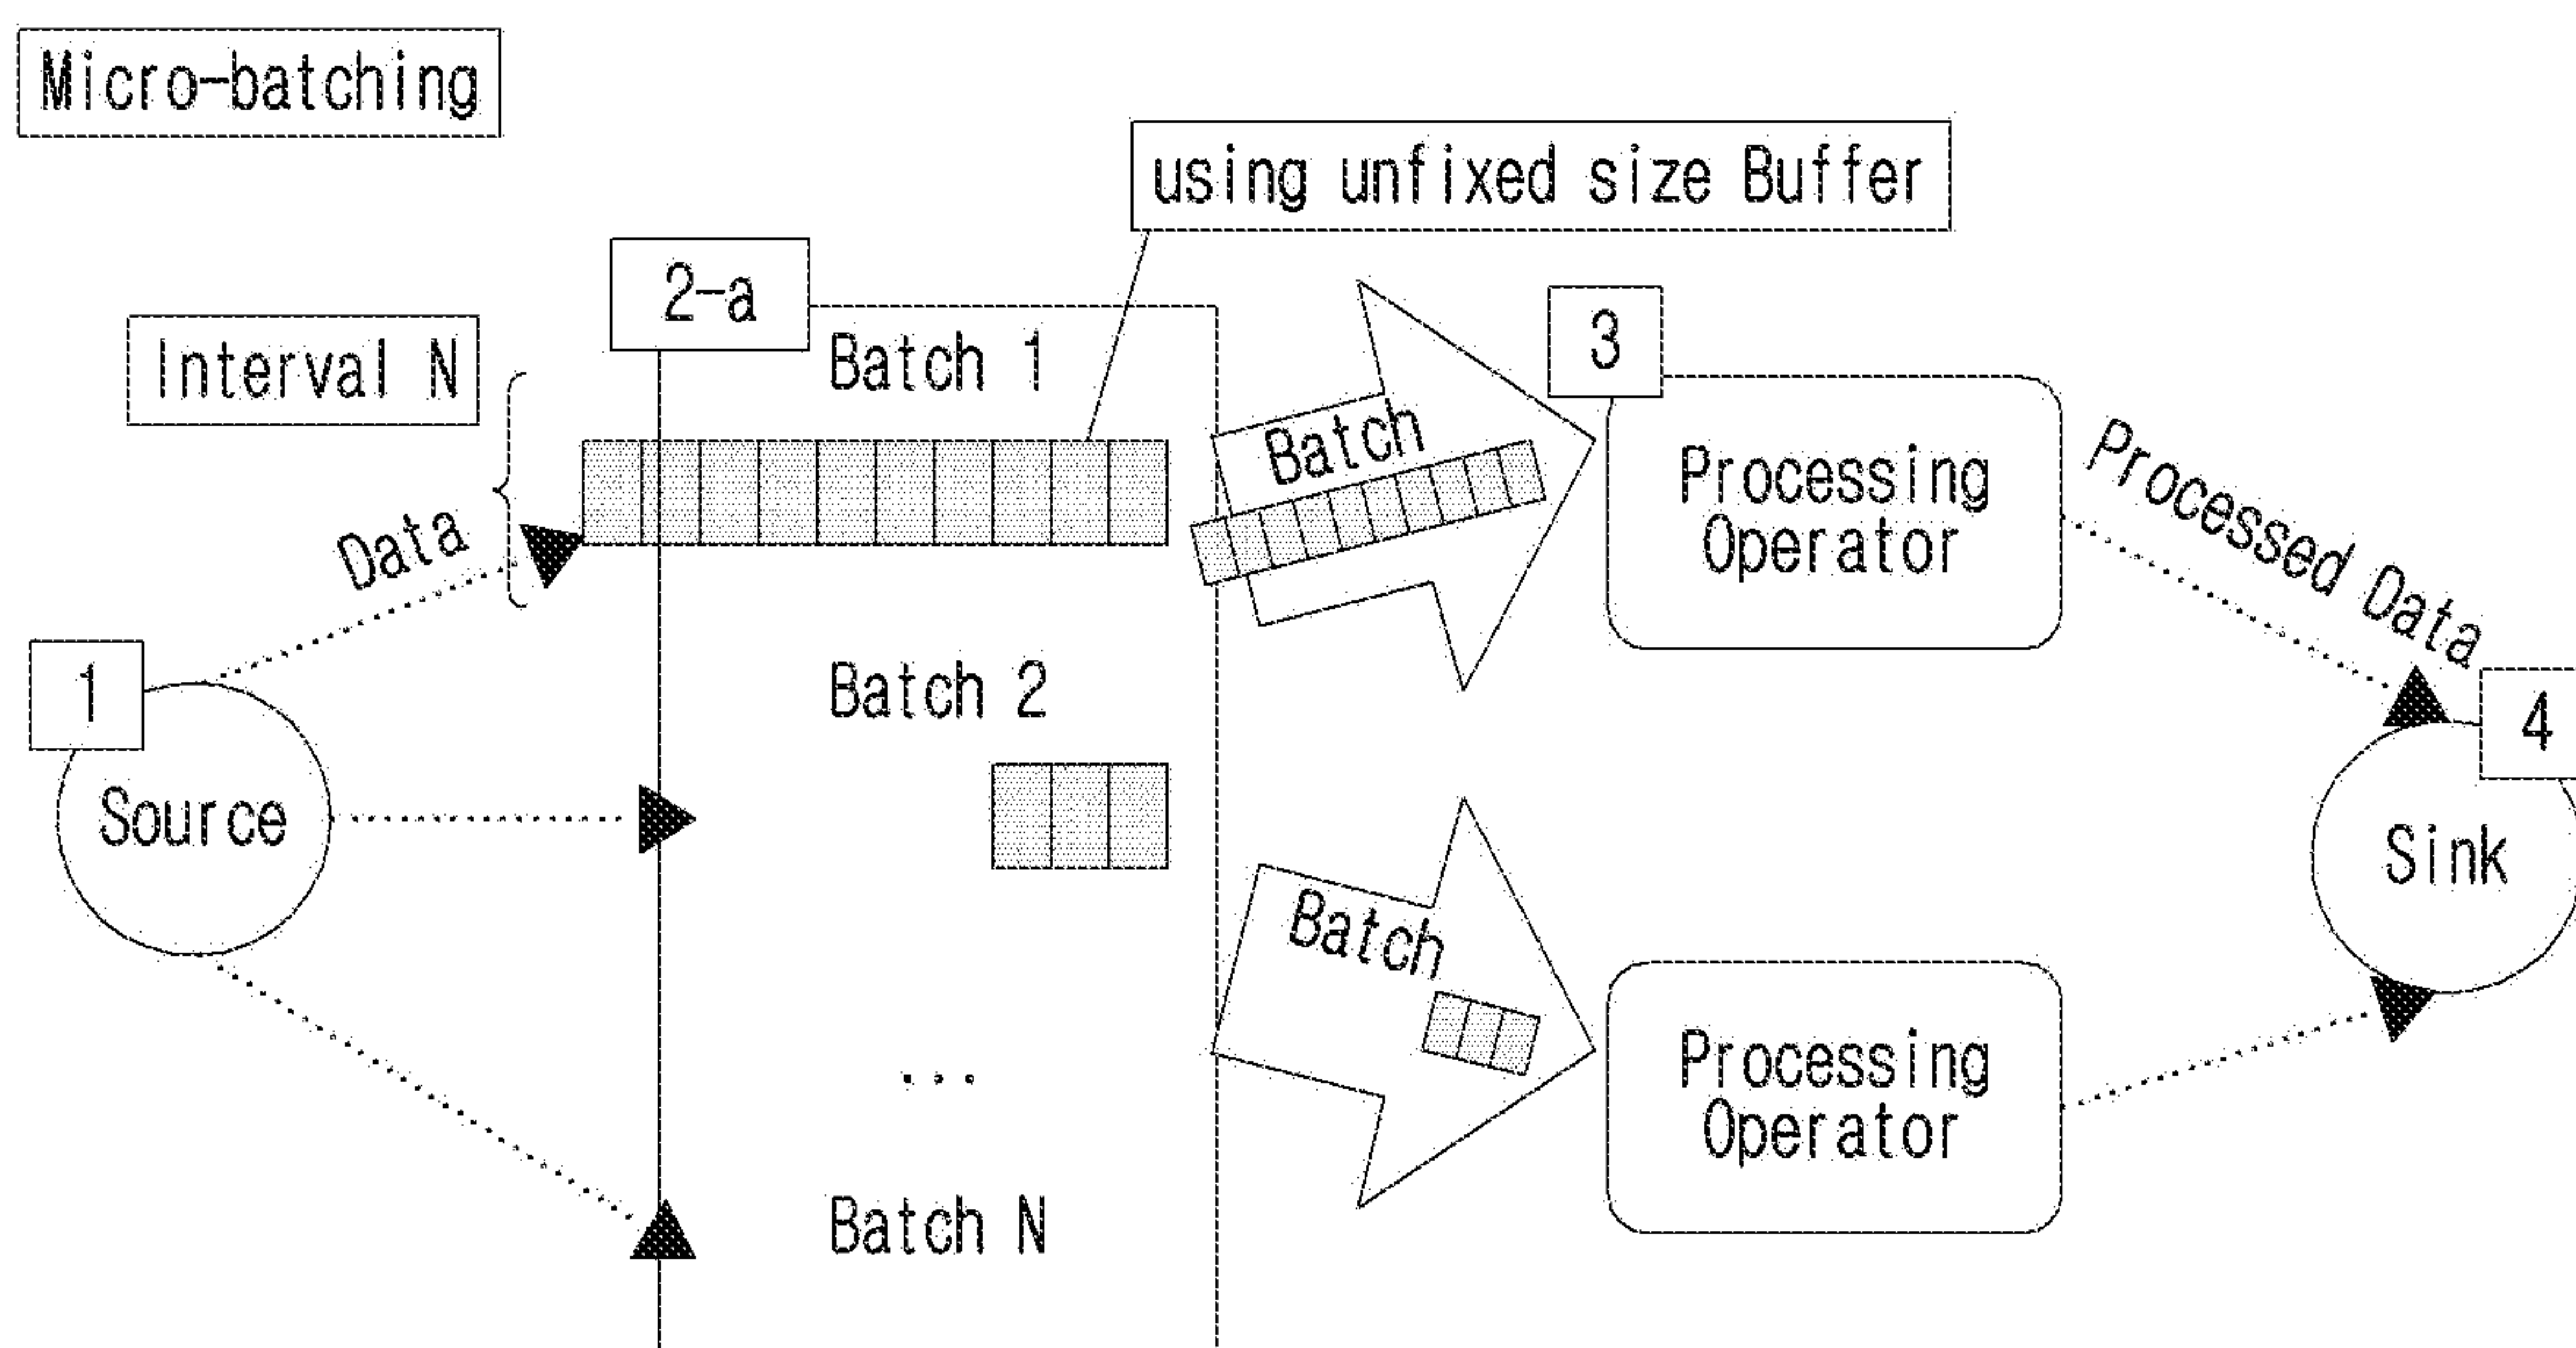 Micro-batching
using unfixed size Buffer
2-a
Interval N
Batch 1
3
Batch
Data
Processing
Operator
Processed Data
1
Batch 2
4
Source
Sink
Batch
...
Processing
Operator
Batch N